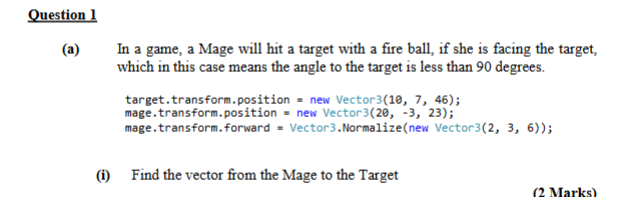 Question 1
(a) In a game, a Mage will hit a target with a fire ball, if she is facing the target,
which in this case means the angle to the target is less than 90 degrees.
target.transform.position = new Vector3(10, 7, 46);
mage.transform.position = new Vector3(20, -3, 23);
mage.transform.forward = Vector3.Normalize(new Vector3(2, 3, 6));
(i) Find the vector from the Mage to the Target
(2 Marks)